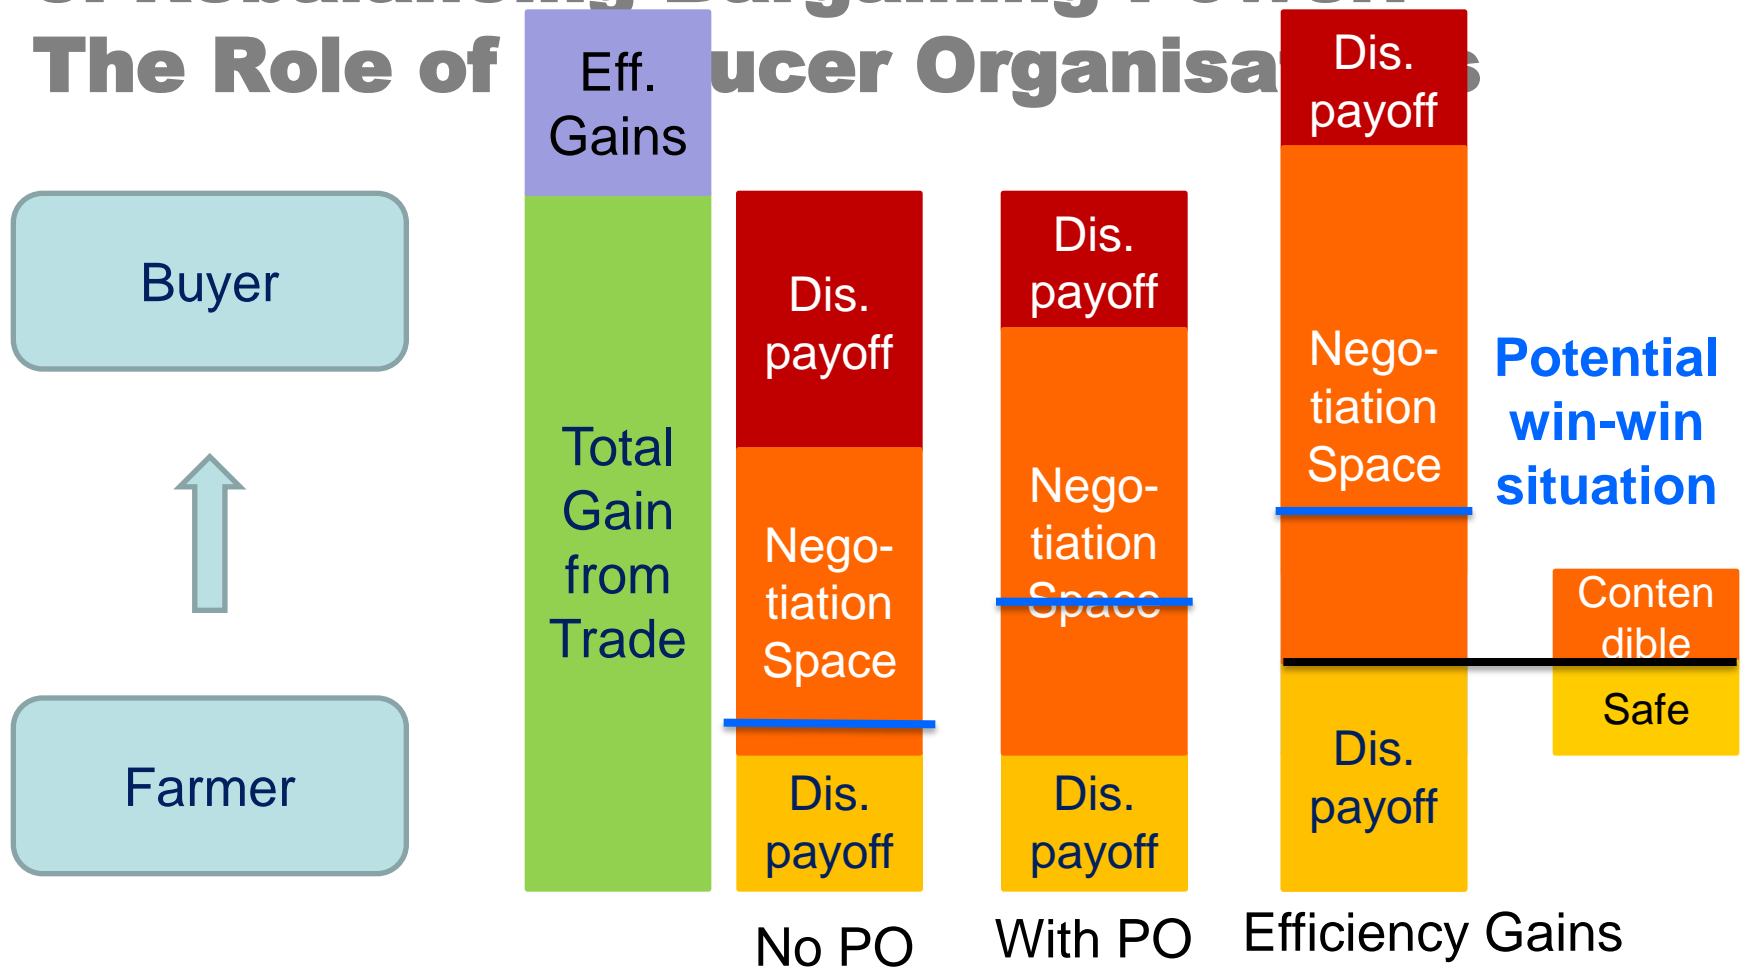 The Role of
ucer Organisa
Eff.
Gains
Dis.
payoff
Buyer
Dis.
payoff
Dis.
payoff
Nego-
tiation
Space
Potential
win-win
situation
Total
Gain
from
Trade
Nego-
tiation
Space
Nego-
tiation
Space
Conten
dible
Safe
Farmer
Dis.
payoff
Dis.
payoff
Dis.
payoff
No PO
With PO
Efficiency Gains